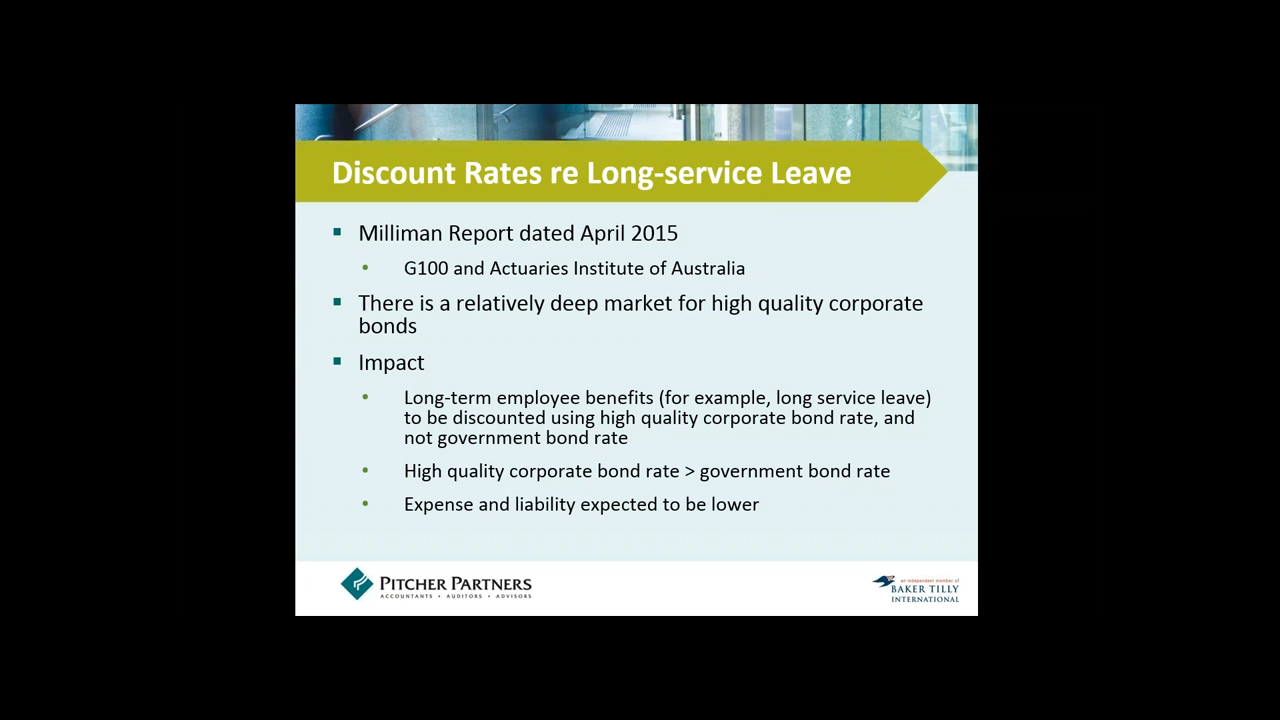 Discount Rates re Long-service Leave
Milliman Report dated April 2015
G100 and Actuaries Institute of Australia
There is a relatively deep market for high quality corporate
bonds
Impact
Long-term employee benefits (for example, long service leave)
to be discounted using high quality corporate bond rate, and
not government bond rate
High quality corporate bond rate > government bond rate
Expense and liability expected to be lower
PITCHER PARTNERS
ACCOUNTANTS • AUDITORS • ADVISORS
an independent member of
BAKER TILLY
INTERNATIONAL